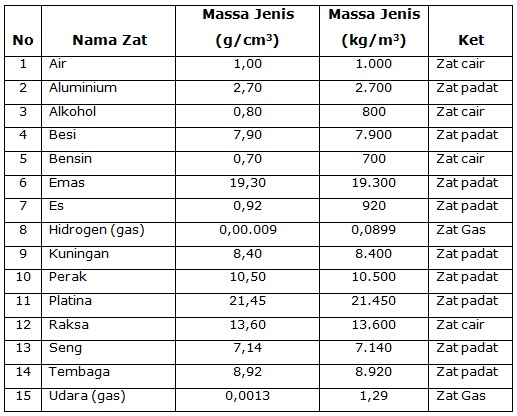 No Nama Zat Massa Jenis (g/cm³) Massa Jenis (kg/m³) Ket
1 Air 1,00 1.000 Zat cair
2 Aluminium 2,70 2.700 Zat padat
3 Alkohol 0,80 800 Zat cair
4 Besi 7,90 7.900 Zat padat
5 Bensin 0,70 700 Zat cair
6 Emas 19,30 19.300 Zat padat
7 Es 0,92 920 Zat padat
8 Hidrogen (gas) 0,00.009 0,0899 Zat Gas
9 Kuningan 8,40 8.400 Zat padat
10 Perak 10,50 10.500 Zat padat
11 Platina 21,45 21.450 Zat padat
12 Raksa 13,60 13.600 Zat cair
13 Seng 7,14 7.140 Zat padat
14 Tembaga 8,92 8.920 Zat padat
15 Udara (gas) 0,0013 1,29 Zat Gas